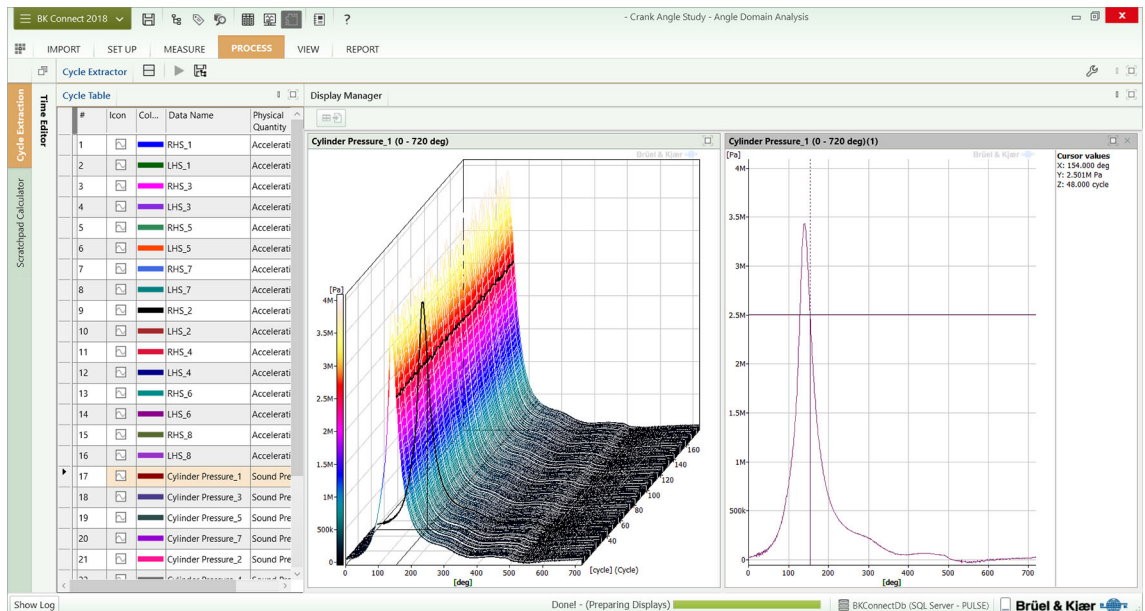 BK Connect 2018
?
- Crank Angle Study - Angle Domain Analysis
IMPORT SET UP MEASURE PROCESS VIEW REPORT
Cycle Extractor
Cycle Extraction
Scratchpad Calculator
Time Editor
Cycle Table
# Icon Col... Data Name Physical Quantity
1 RHS_1 Accelerati
2 LHS_1 Accelerati
3 RHS_3 Accelerati
4 LHS_3 Accelerati
5 RHS_5 Accelerati
6 LHS_5 Accelerati
7 RHS_7 Accelerati
8 LHS_7 Accelerati
9 RHS_2 Accelerati
10 LHS_2 Accelerati
11 RHS_4 Accelerati
12 LHS_4 Accelerati
13 RHS_6 Accelerati
14 LHS_6 Accelerati
15 RHS_8 Accelerati
16 LHS_8 Accelerati
17 Cylinder Pressure_1 Sound Pre
18 Cylinder Pressure_3 Sound Pre
19 Cylinder Pressure_5 Sound Pre
20 Cylinder Pressure_7 Sound Pre
21 Cylinder Pressure_2 Sound Pre
Display Manager
Cylinder Pressure_1 (0 - 720 deg)
Brüel & Kjær
[Pa]
4M
3.5M
3M
2.5M
2M
1.5M
1M
500k
0
0 100 200 300 400 500 600 700
[deg]
[cycle] (Cycle)
40
60
80
100
120
140
160
Cylinder Pressure_1 (0 - 720 deg)(1)
Brüel & Kjær
[Pa]
4M
3.5M
3M
2.5M
2M
1.5M
1M
500k
0
0 100 200 300 400 500 600 700
[deg]
Cursor values
X: 154.000 deg
Y: 2.501M Pa
Z: 48.000 cycle
Show Log
Done! - (Preparing Displays)
BKConnectDb (SQL Server - PULSE)
Brüel & Kjær